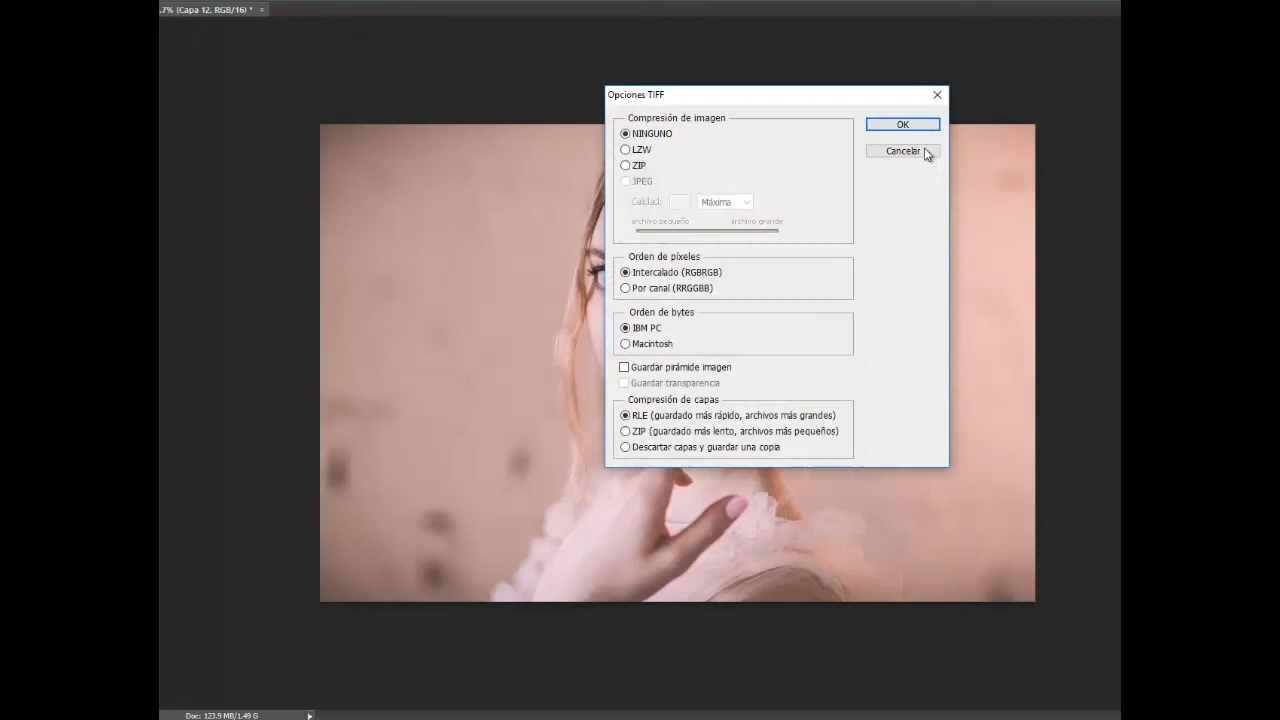 .7% (Capa 12, RGB/16) * ×
Opciones TIFF
Compresión de imagen
NINGUNO
LZW
ZIP
JPEG
Calidad: Máxima
archivo pequeño archivo grande
OK
Cancelar
Orden de píxeles
Intercalado (RGBRGB)
Por canal (RRGGBB)
Orden de bytes
IBM PC
Macintosh
Guardar pirámide imagen
Guardar transparencia
Compresión de capas
RLE (guardado más rápido, archivos más grandes)
ZIP (guardado más lento, archivos más pequeños)
Descartar capas y guardar una copia
Doc: 123.9 MB/1.49 G